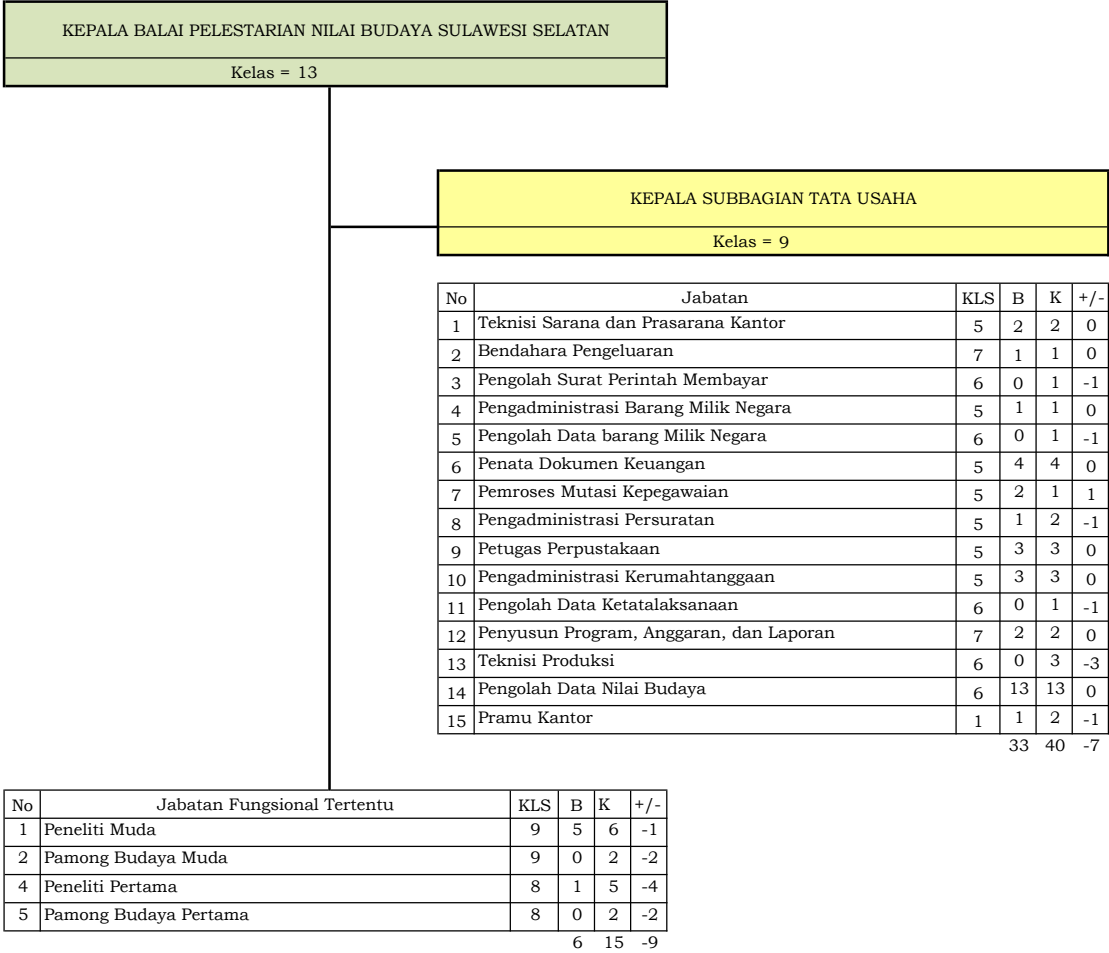 KEPALA BALAI PELESTARIAN NILAI BUDAYA SULAWESI SELATAN
Kelas = 13
KEPALA SUBBAGIAN TATA USAHA
Kelas = 9
No Jabatan KLS B K +/-
1 Teknisi Sarana dan Prasarana Kantor 5 2 2 0
2 Bendahara Pengeluaran 7 1 1 0
3 Pengolah Surat Perintah Membayar 6 0 1 -1
4 Pengadministrasi Barang Milik Negara 5 1 1 0
5 Pengolah Data barang Milik Negara 6 0 1 -1
6 Penata Dokumen Keuangan 5 4 4 0
7 Pemroses Mutasi Kepegawaian 5 2 1 1
8 Pengadministrasi Persuratan 5 1 2 -1
9 Petugas Perpustakaan 5 3 3 0
10 Pengadministrasi Kerumahtanggaan 5 3 3 0
11 Pengolah Data Ketatalaksanaan 6 0 1 -1
12 Penyusun Program, Anggaran, dan Laporan 7 2 2 0
13 Teknisi Produksi 6 0 3 -3
14 Pengolah Data Nilai Budaya 6 13 13 0
15 Pramu Kantor 1 1 2 -1
33 40 -7
No Jabatan Fungsional Tertentu KLS B K +/-
1 Peneliti Muda 9 5 6 -1
2 Pamong Budaya Muda 9 0 2 -2
4 Peneliti Pertama 8 1 5 -4
5 Pamong Budaya Pertama 8 0 2 -2
6 15 -9